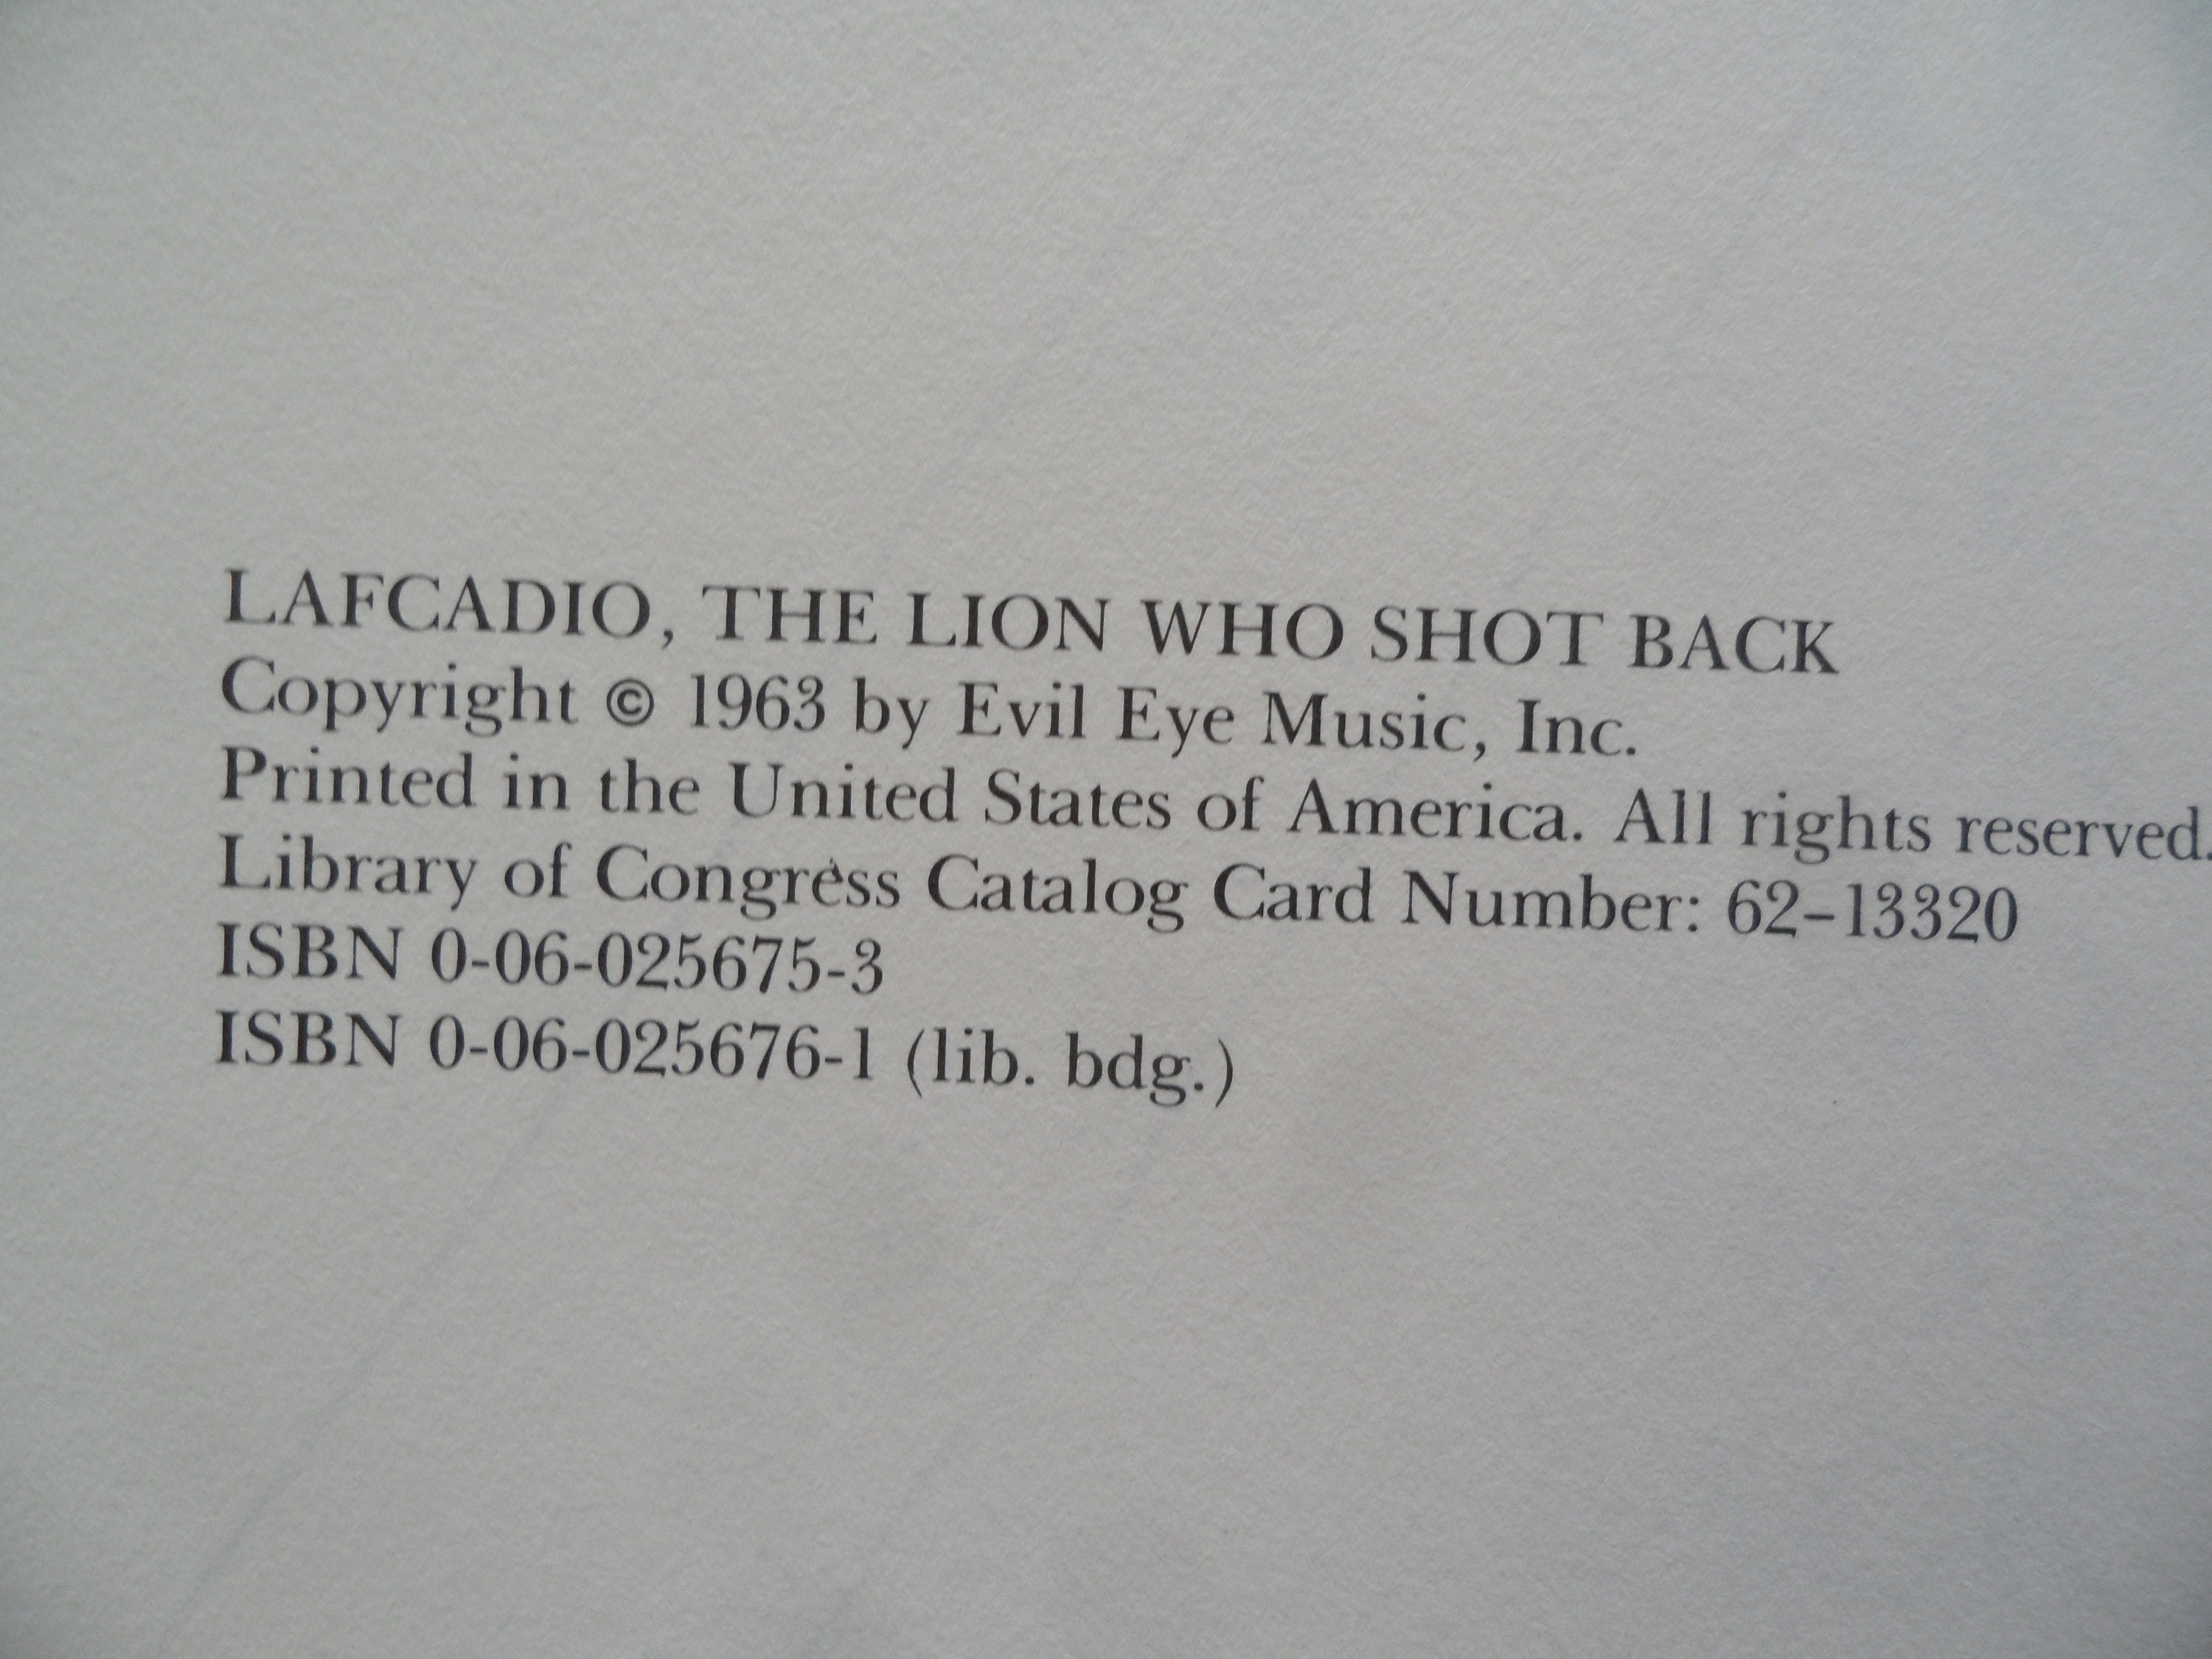 LAFCADIO, THE LION WHO SHOT BACK
Copyright © 1963 by Evil Eye Music, Inc.
Printed in the United States of America. All rights reserved.
Library of Congress Catalog Card Number: 62–13320
ISBN 0-06-025675-3
ISBN 0-06-025676-1 (lib. bdg.)